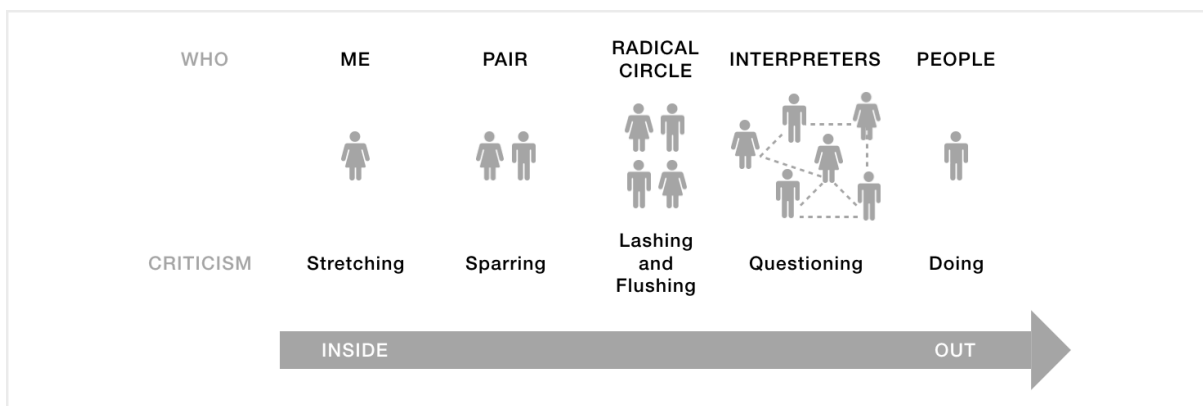 WHO
ME
PAIR
RADICAL
CIRCLE
INTERPRETERS
PEOPLE
CRITICISM
Stretching
Sparring
Lashing
and
Flushing
Questioning
Doing
INSIDE
OUT